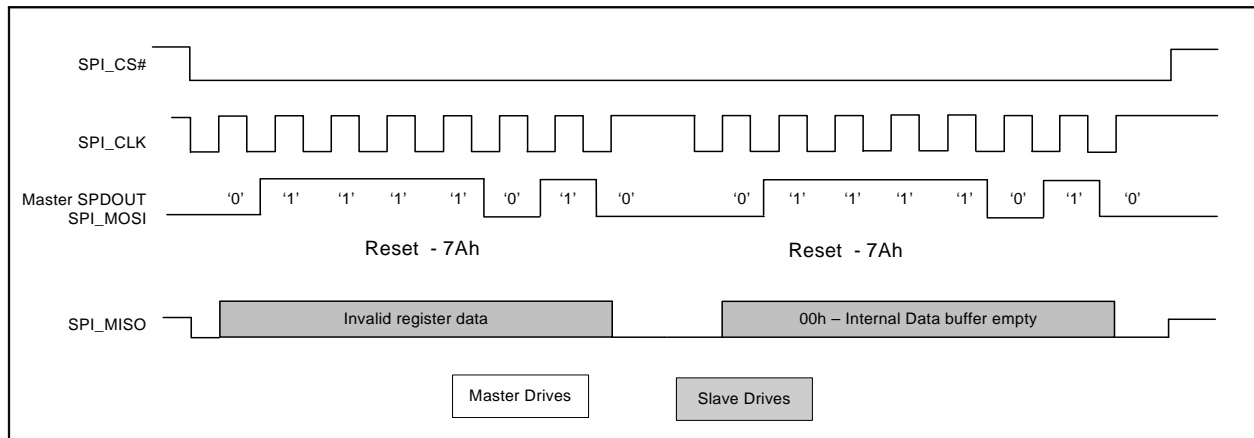 SPI_CS#
SPI_CLK
Master SPDOUT
SPI_MOSI
‘0’ ‘1’ ‘1’ ‘1’ ‘1’ ‘0’ ‘1’ ‘0’ ‘0’ ‘1’ ‘1’ ‘1’ ‘1’ ‘0’ ‘1’ ‘0’
Reset - 7Ah Reset - 7Ah
SPI_MISO
Invalid register data 00h – Internal Data buffer empty
Master Drives Slave Drives